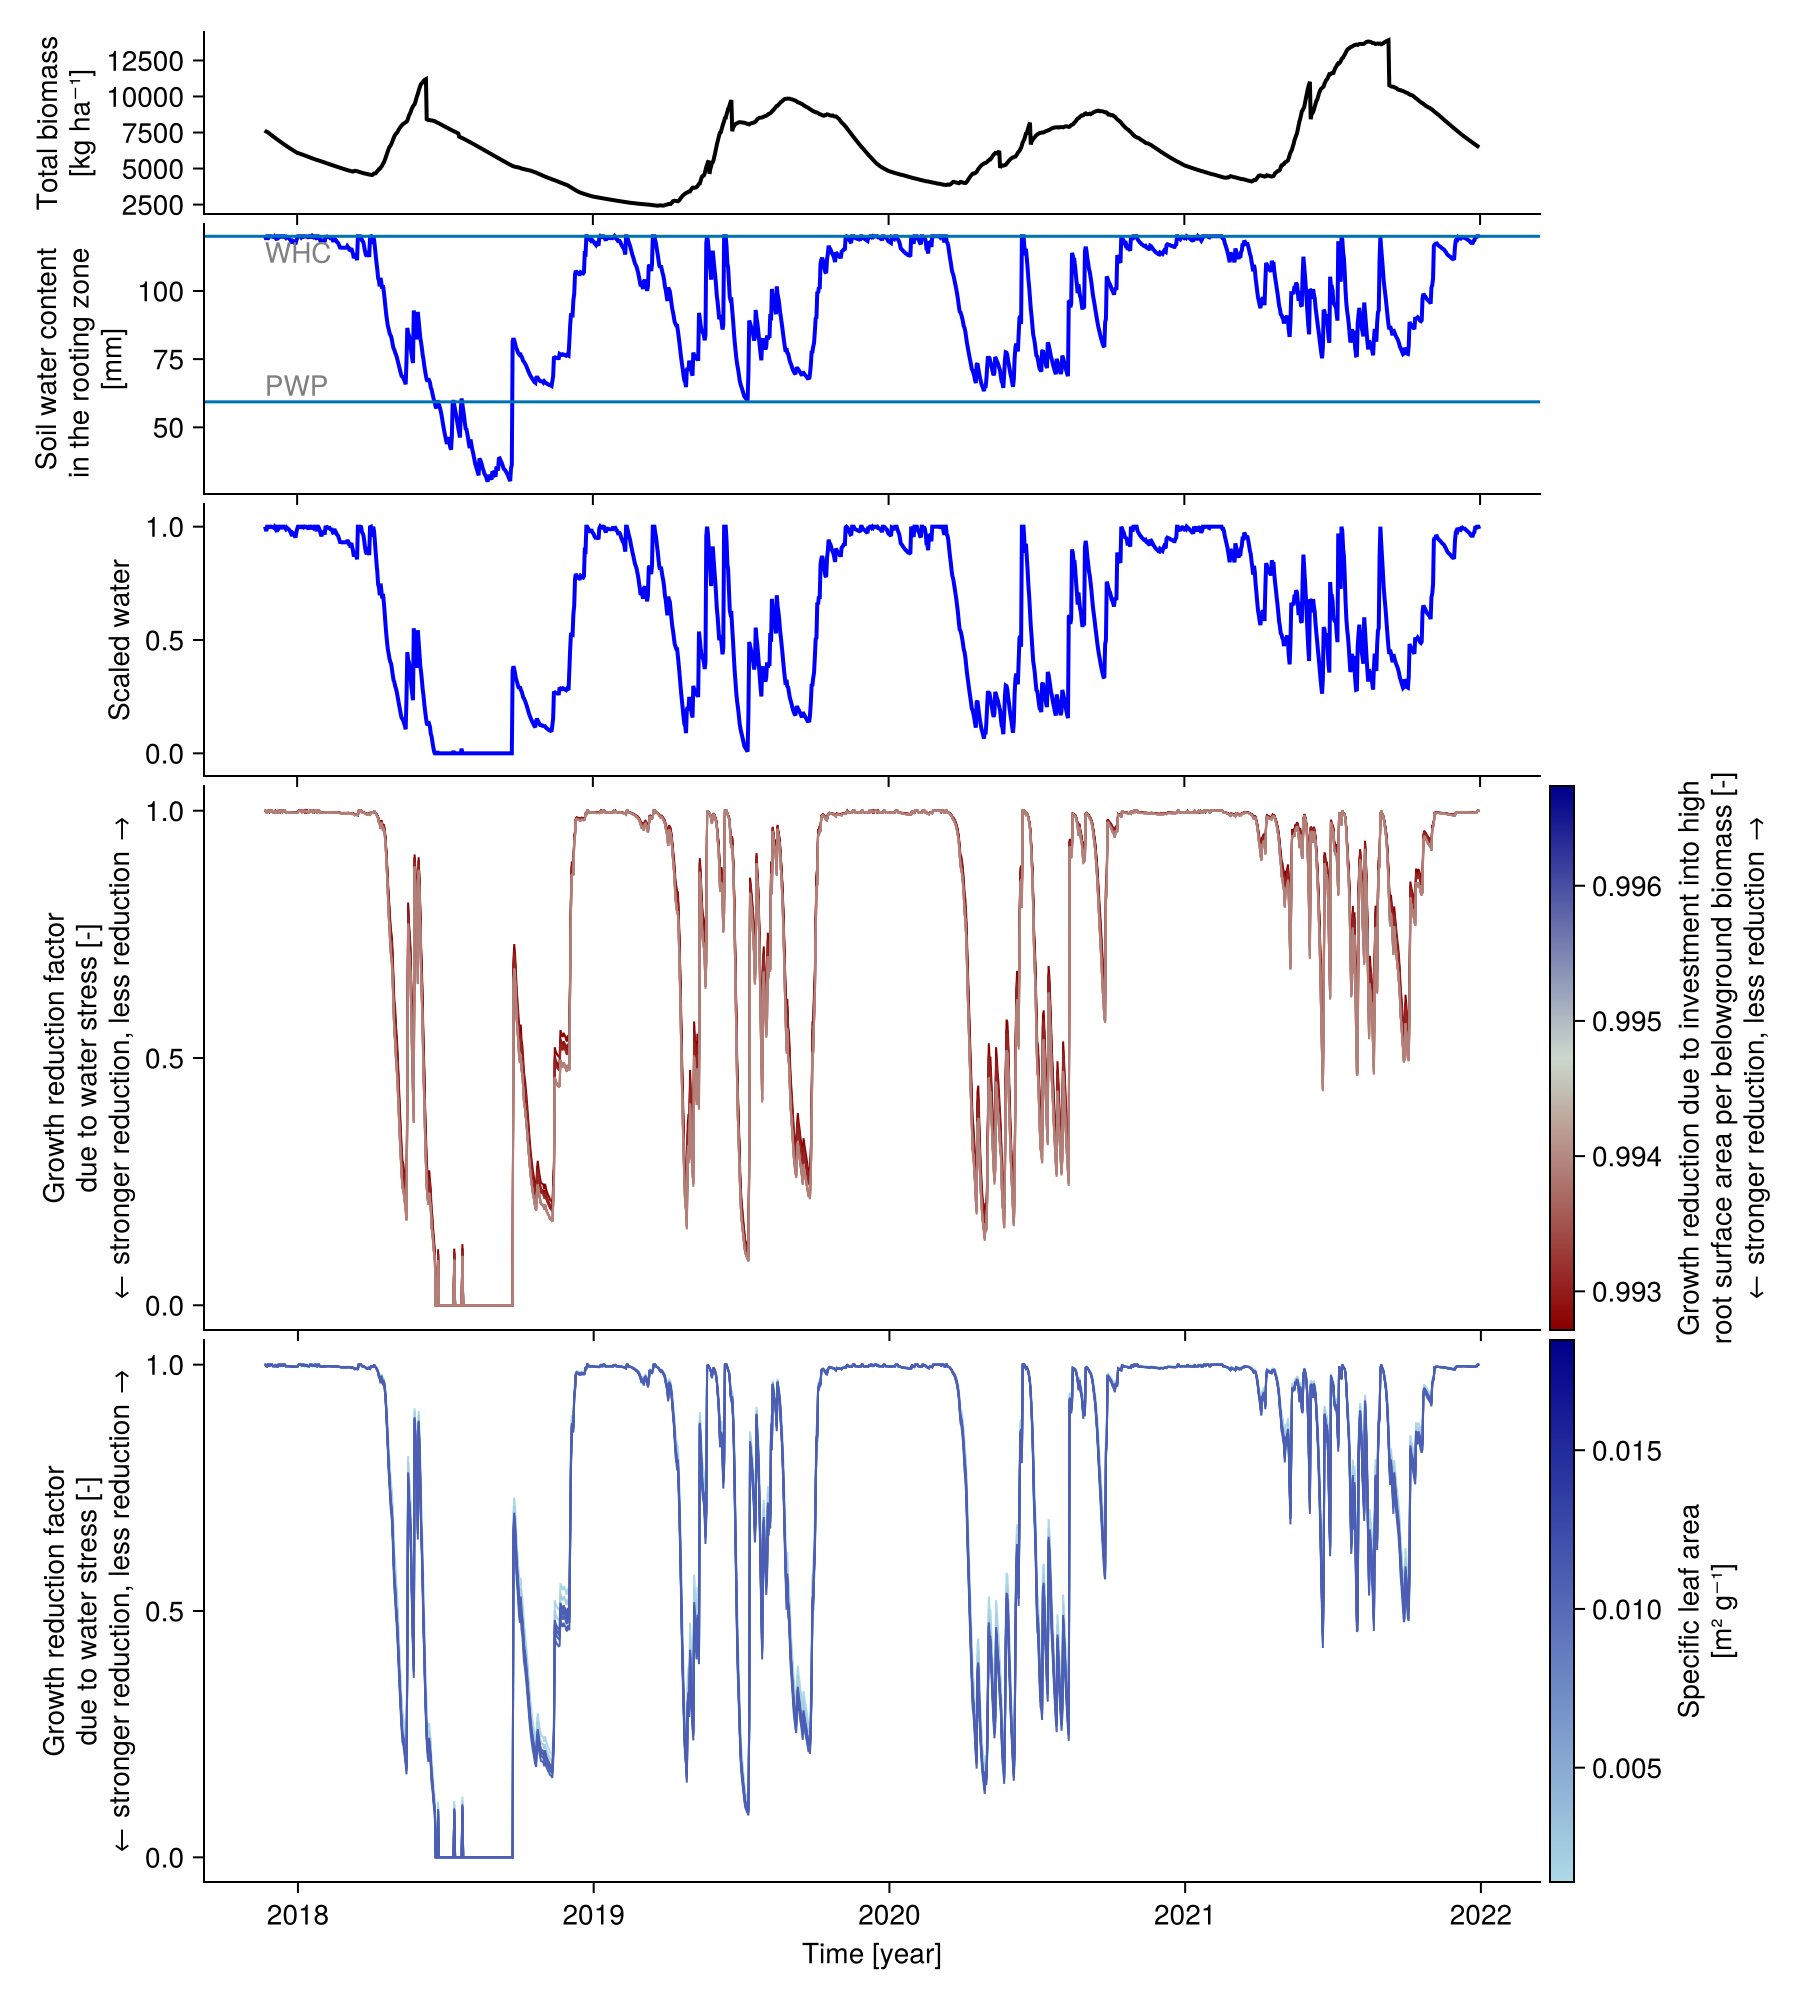 Total biomass
[kg ha⁻¹]
12500
10000
7500
5000
2500
Soil water content
in the rooting zone
[mm]
100
75
50
WHC
PWP
Scaled water
1.0
0.5
0.0
Growth reduction factor
due to water stress [-]
← stronger reduction, less reduction →
1.0
0.5
0.0
0.996
0.995
0.994
0.993
Growth reduction due to investment into high
root surface area per belowground biomass [-]
← stronger reduction, less reduction →
Growth reduction factor
due to water stress [-]
← stronger reduction, less reduction →
1.0
0.5
0.0
0.015
0.010
0.005
Specific leaf area
[m² g⁻¹]
2018
2019
2020
2021
2022
Time [year]